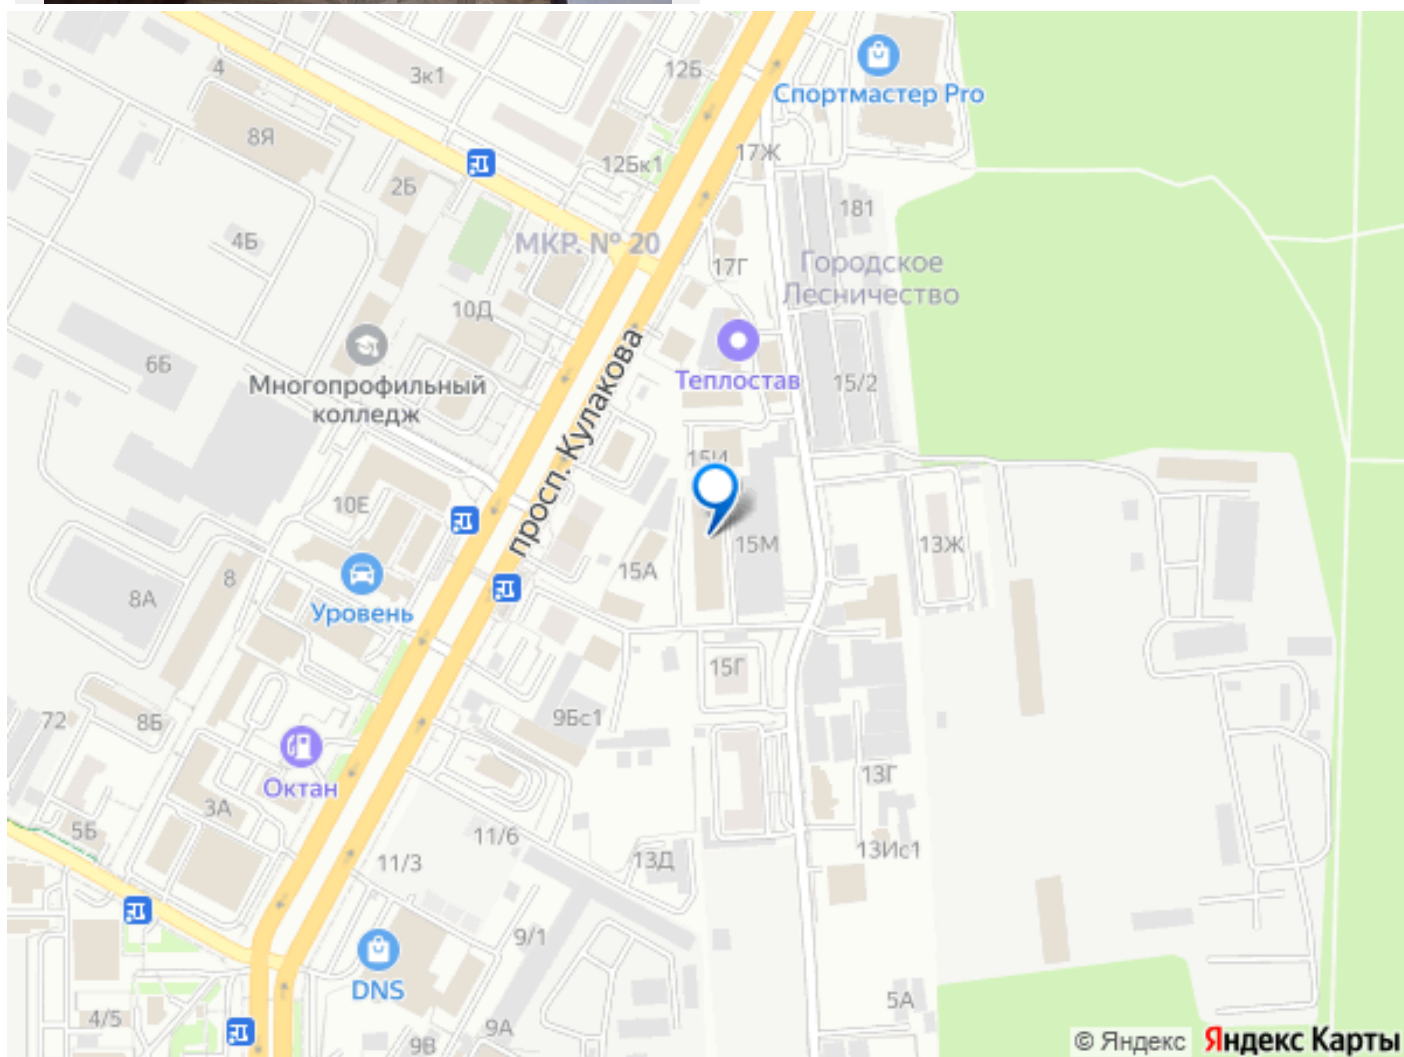 3к1
12Б
4
Спортмастер Pro
8Я
12Бк1
17Ж
2Б
181
4Б
МКР. № 20
17Г
Городское
Лесничество
10Д
6Б
Многопрофильный
колледж
просп. Кулакова
Теплостав
15/2
15И
10Е
15М
13Ж
15А
8
8А
Уровень
15Г
72
8Б
9Бс1
Октан
13Г
3А
5Б
11/6
11/3
13Д
13Ис1
9/1
DNS
5А
4/5
9А
9В
© Яндекс Яндекс Карты